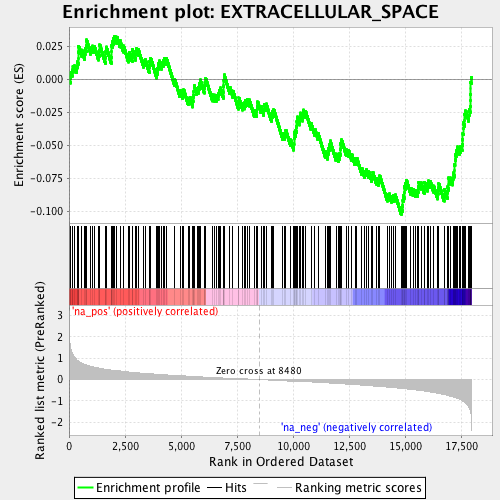 Enrichment plot: EXTRACELLULAR_SPACE
Enrichment score (ES)
0.025
0.000
-0.025
-0.050
-0.075
-0.100
'na_pos' (positively correlated)
Ranked list metric (PreRanked)
3
2
1
0
-1
-2
Zero cross at 8480
'na_neg' (negatively correlated)
0
2,500
5,000
7,500
10,000
12,500
15,000
17,500
Rank in Ordered Dataset
Enrichment profile
Hits
Ranking metric scores